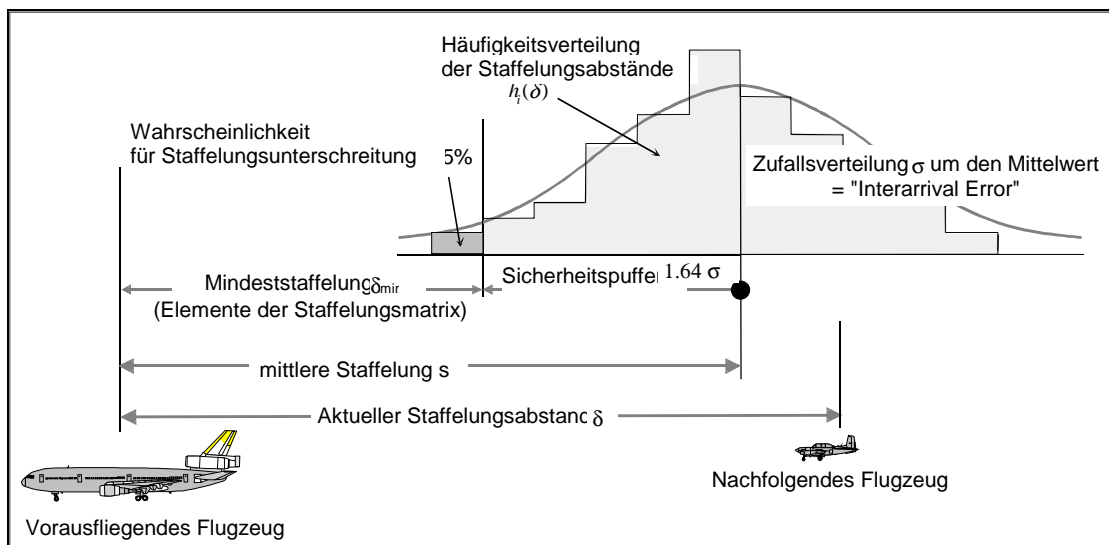 Häufigkeitsverteilung
der Staffelungsabstände
hᵢ(δ)
Wahrscheinlichkeit
für Staffelungsunterschreitung
5%
Zufallsverteilung σ um den Mittelwert
= "Interarrival Error"
Mindeststaffelung δmin
(Elemente der Staffelungsmatrix)
Sicherheitspuffer 1.64 σ
mittlere Staffelung s
Aktueller Staffelungsabstand δ
Nachfolgendes Flugzeug
Vorausfliegendes Flugzeug